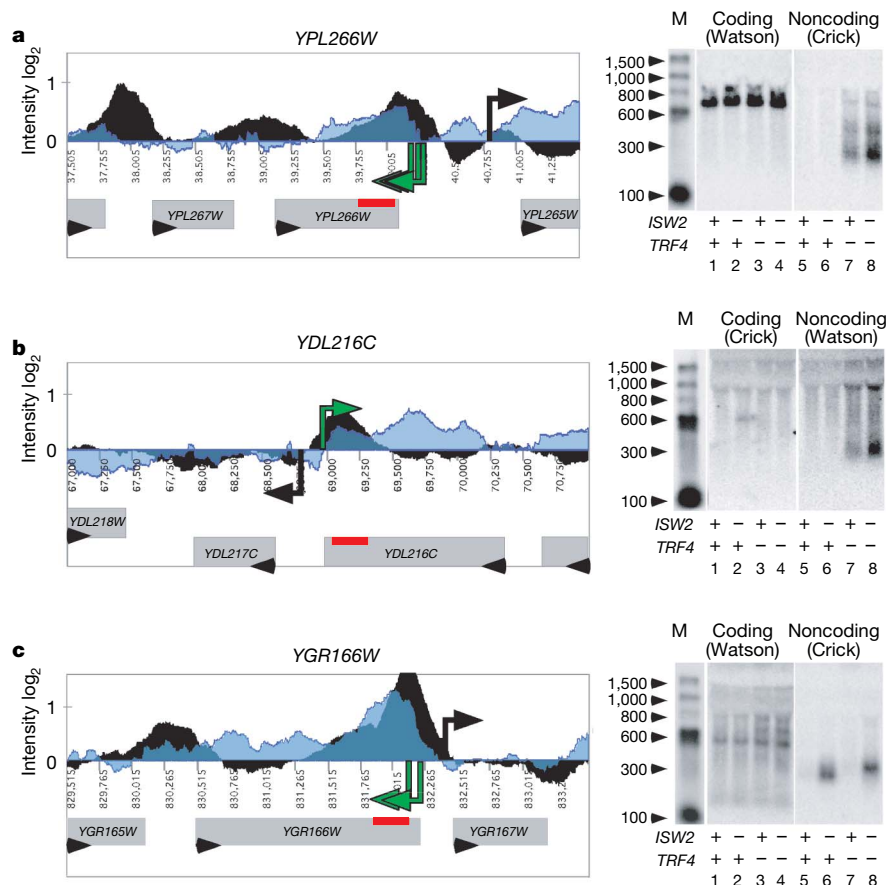 a
YPL266W
Intensity log2
1
0
37,505
37,755
38,005
38,255
38,505
38,755
39,005
39,255
39,505
39,755
40,755
41,005
YPL267W
YPL266W
YPL265W
M
Coding (Watson)
Noncoding (Crick)
1,500
1,000
800
600
300
100
ISW2 + − + − + − + −
TRF4 + + − − + + − −
1 2 3 4 5 6 7 8
b
YDL216C
Intensity log2
1
0
67,000
67,250
67,500
67,750
68,000
68,250
68,500
69,000
69,250
69,500
69,750
70,000
70,250
70,500
YDL218W
YDL217C
YDL216C
M
Coding (Crick)
Noncoding (Watson)
1,500
1,000
800
600
300
100
ISW2 + − + − + − + −
TRF4 + + − − + + − −
1 2 3 4 5 6 7 8
c
YGR166W
Intensity log2
1
0
829,515
829,765
830,015
830,265
830,515
830,765
831,015
831,265
831,515
831,765
832,265
832,515
832,765
833,015
YGR165W
YGR166W
YGR167W
M
Coding (Watson)
Noncoding (Crick)
1,500
1,000
800
600
300
100
ISW2 + − + − + − + −
TRF4 + + − − + + − −
1 2 3 4 5 6 7 8